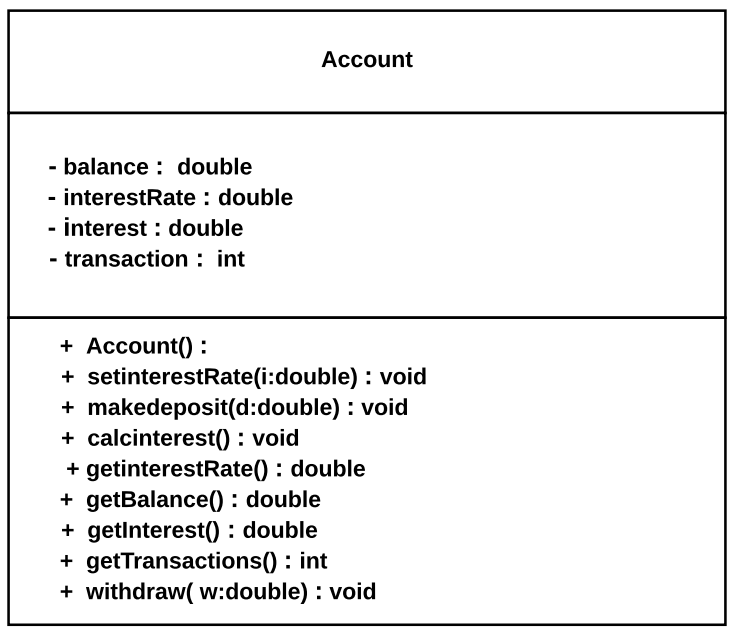 Account
- balance : double
- interestRate : double
- interest : double
- transaction : int
+ Account() :
+ setinterestRate(i:double) : void
+ makedeposit(d:double) : void
+ calcinterest() : void
+ getinterestRate() : double
+ getBalance() : double
+ getInterest() : double
+ getTransactions() : int
+ withdraw( w:double) : void